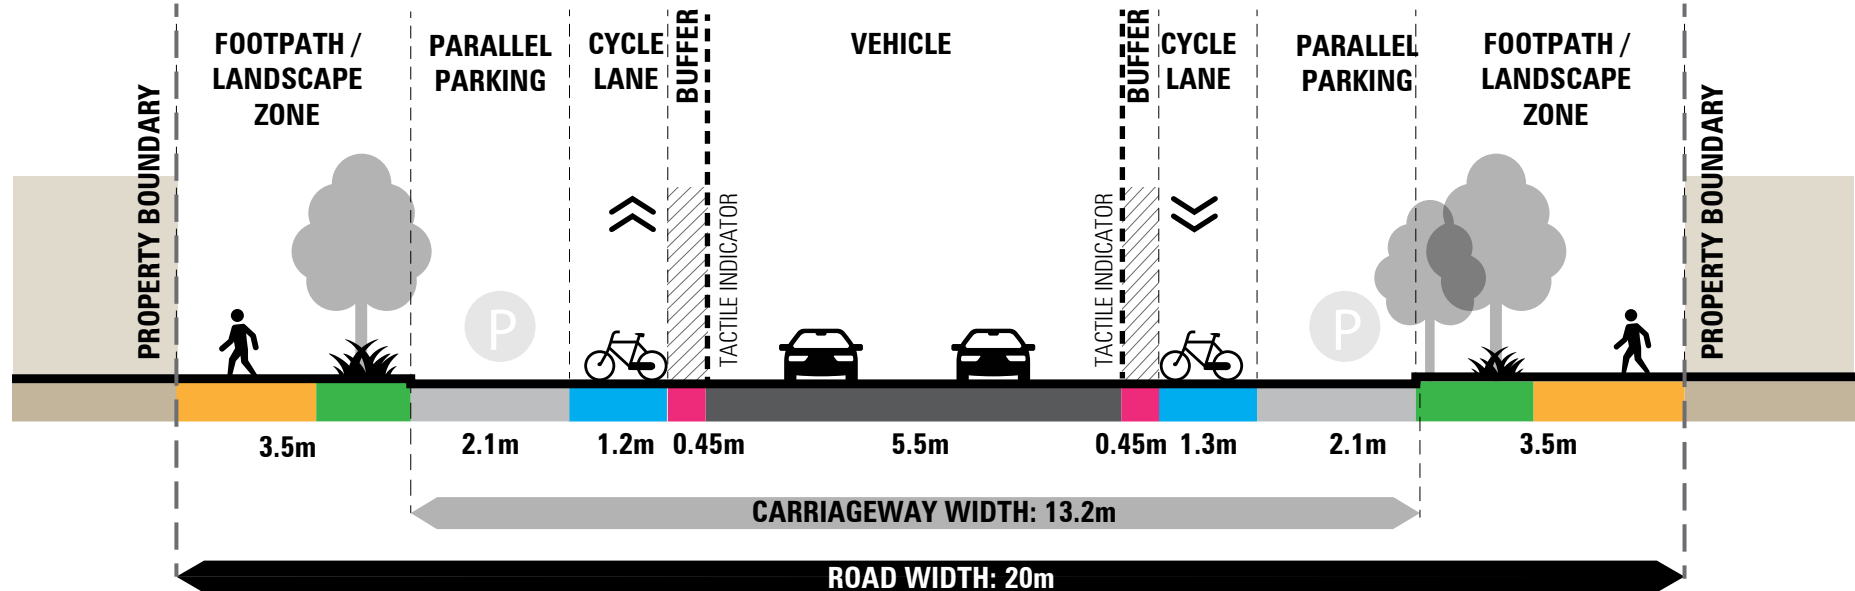 FOOTPATH /
LANDSCAPE
ZONE
PARALLEL
PARKING
CYCLE
LANE
BUFFER
VEHICLE
BUFFER
CYCLE
LANE
PARALLEL
PARKING
FOOTPATH /
LANDSCAPE
ZONE
PROPERTY BOUNDARY
P
TACTILE INDICATOR
TACTILE INDICATOR
P
PROPERTY BOUNDARY
3.5m
2.1m
1.2m
0.45m
5.5m
0.45m
1.3m
2.1m
3.5m
CARRIAGEWAY WIDTH: 13.2m
ROAD WIDTH: 20m